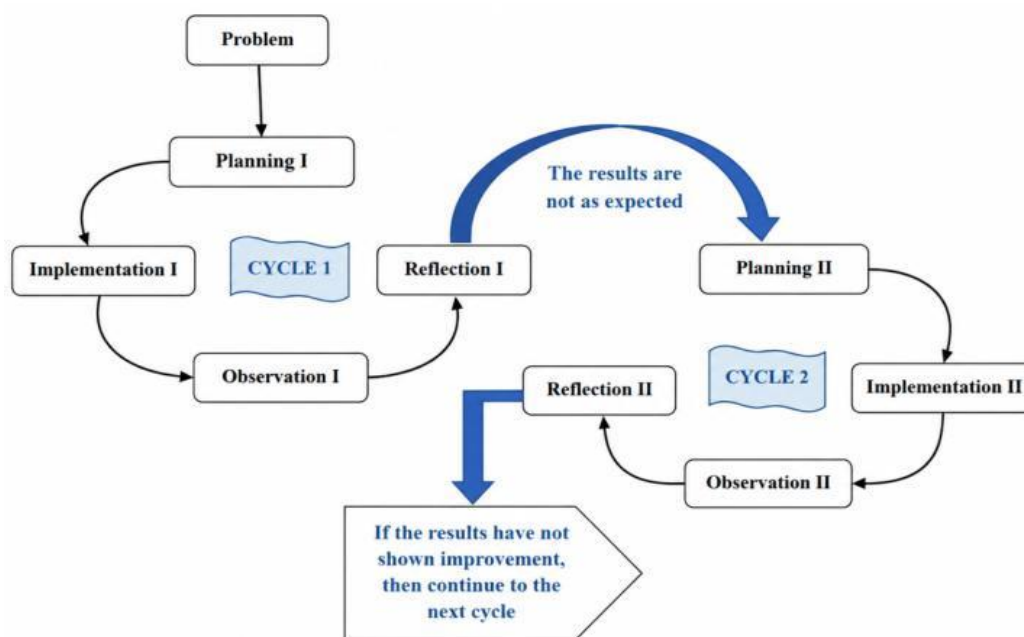 Problem
Planning I
Implementation I
CYCLE 1
Reflection I
Observation I
The results are
not as expected
Planning II
CYCLE 2
Implementation II
Reflection II
Observation II
If the results have not
shown improvement,
then continue to the
next cycle